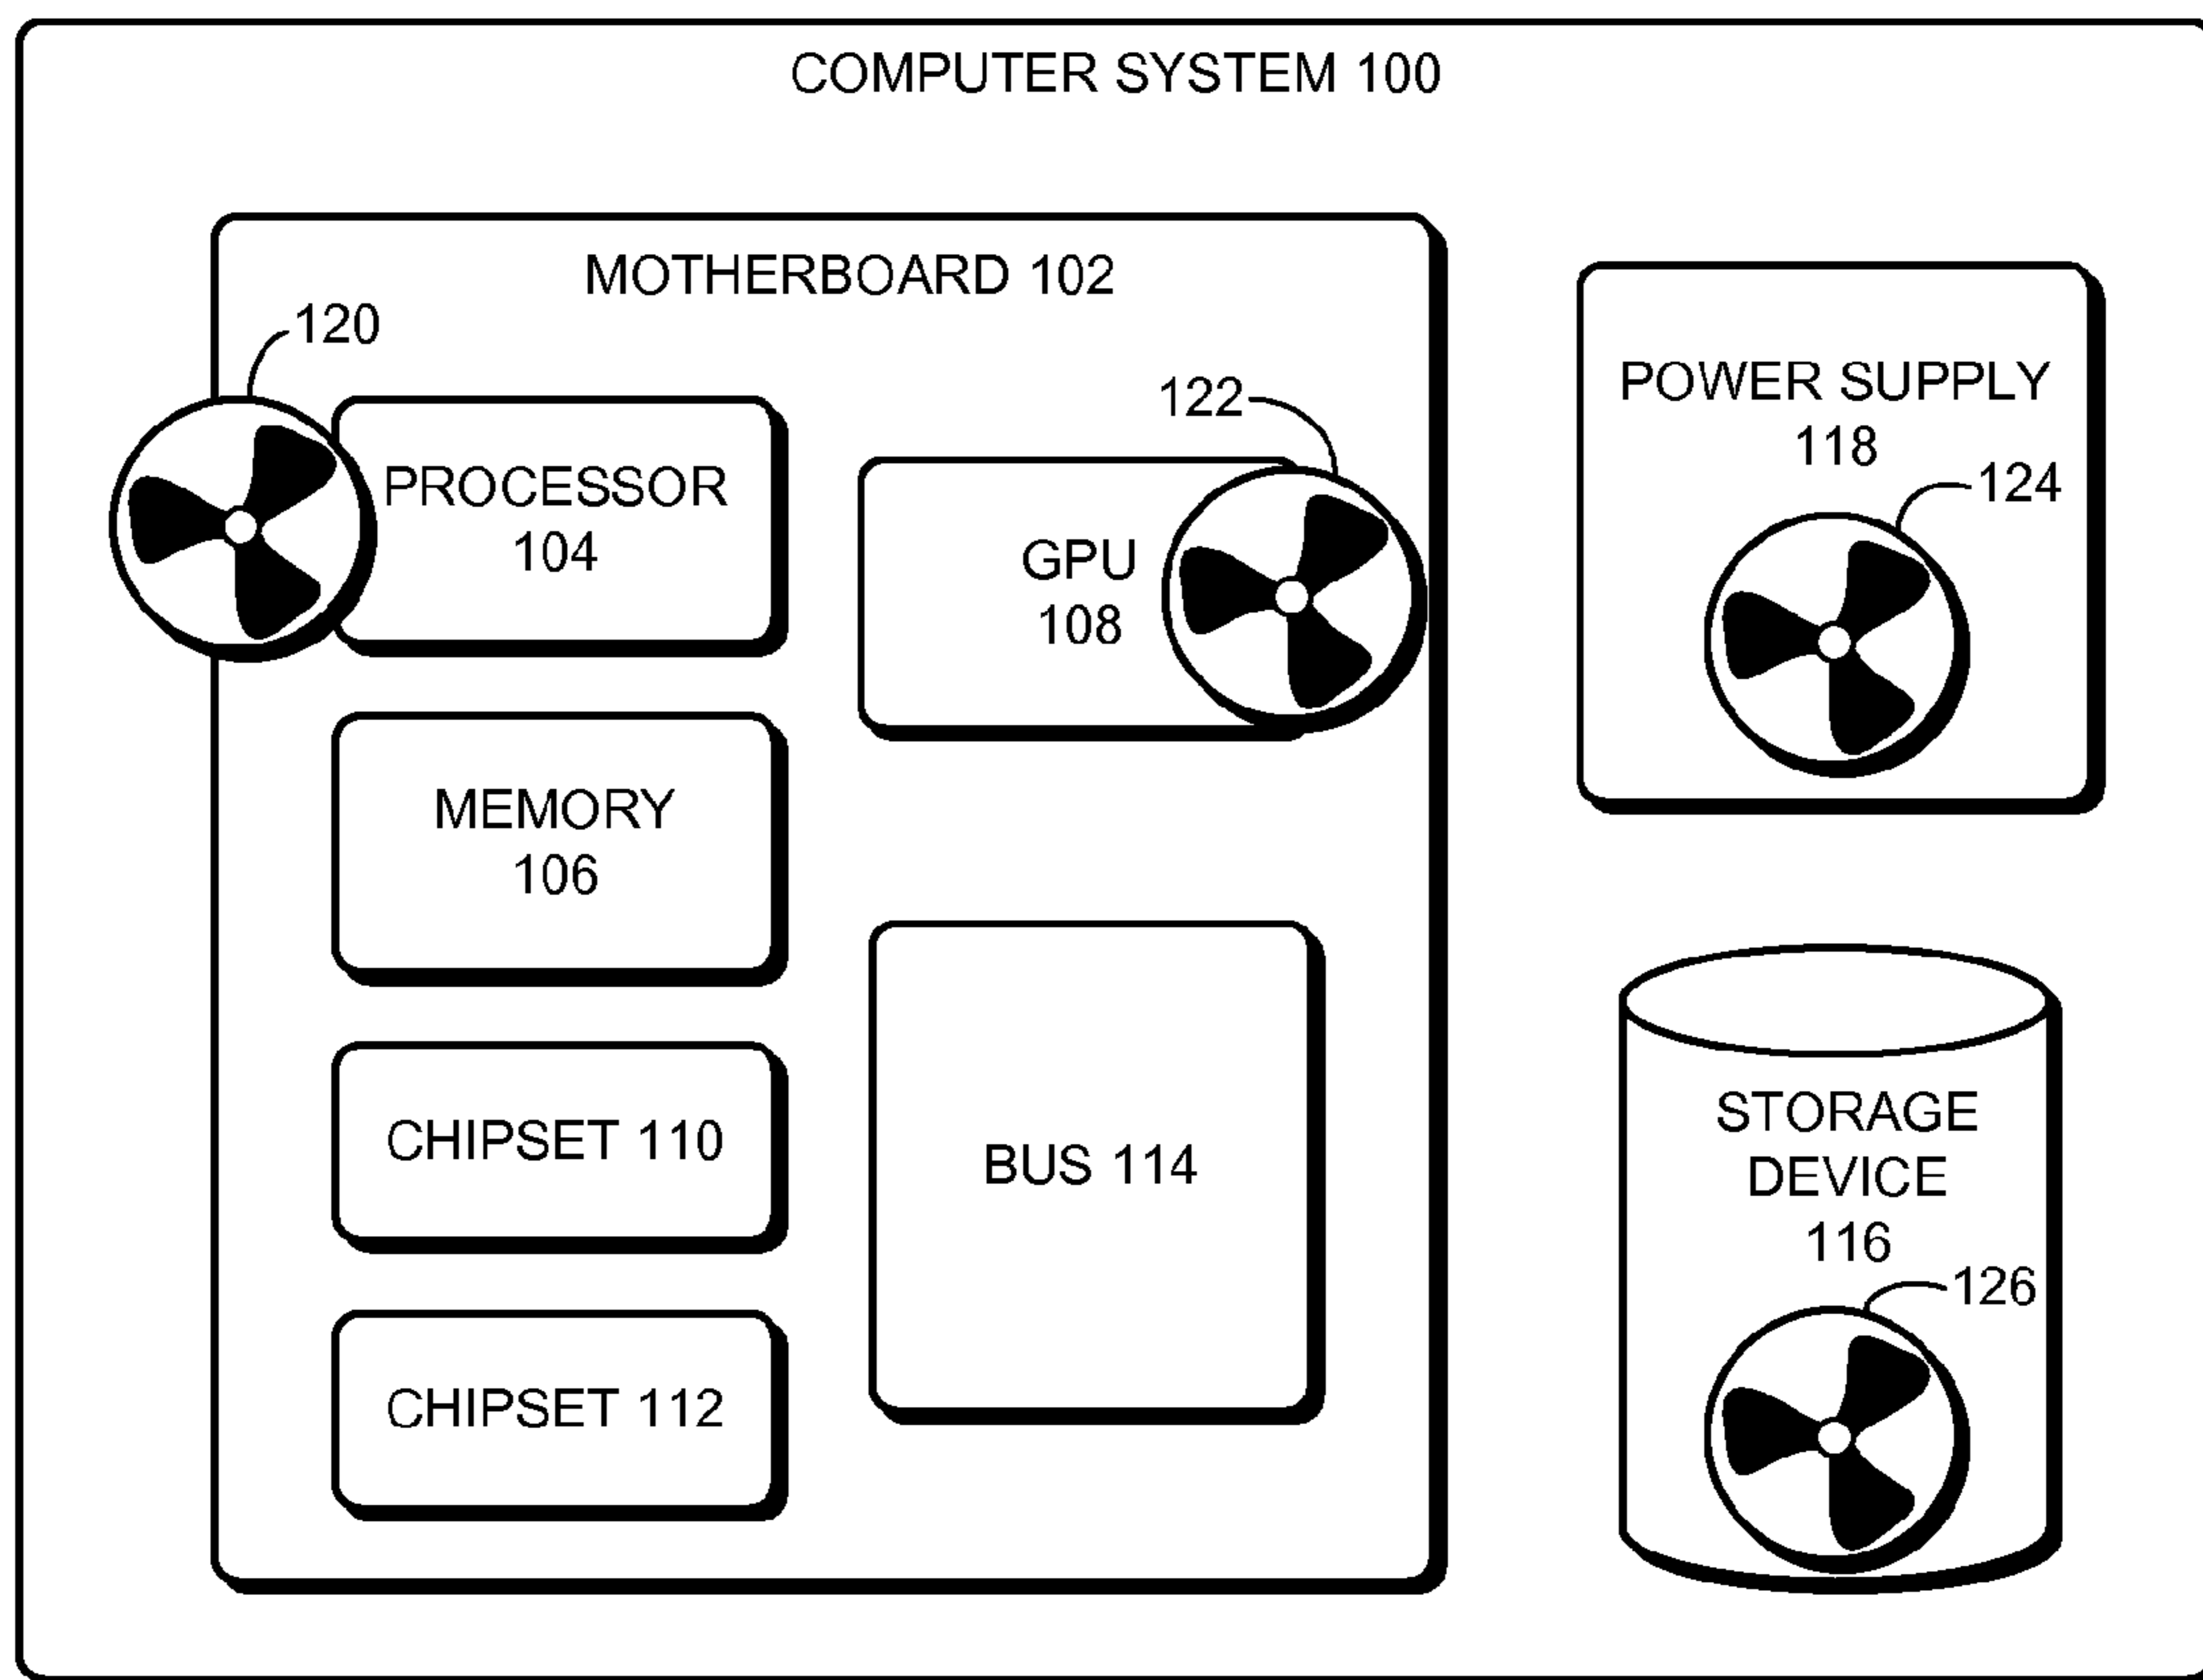 COMPUTER SYSTEM 100
MOTHERBOARD 102
120
PROCESSOR
104
122
GPU
108
MEMORY
106
CHIPSET 110
CHIPSET 112
BUS 114
POWER SUPPLY
118
124
STORAGE
DEVICE
116
126